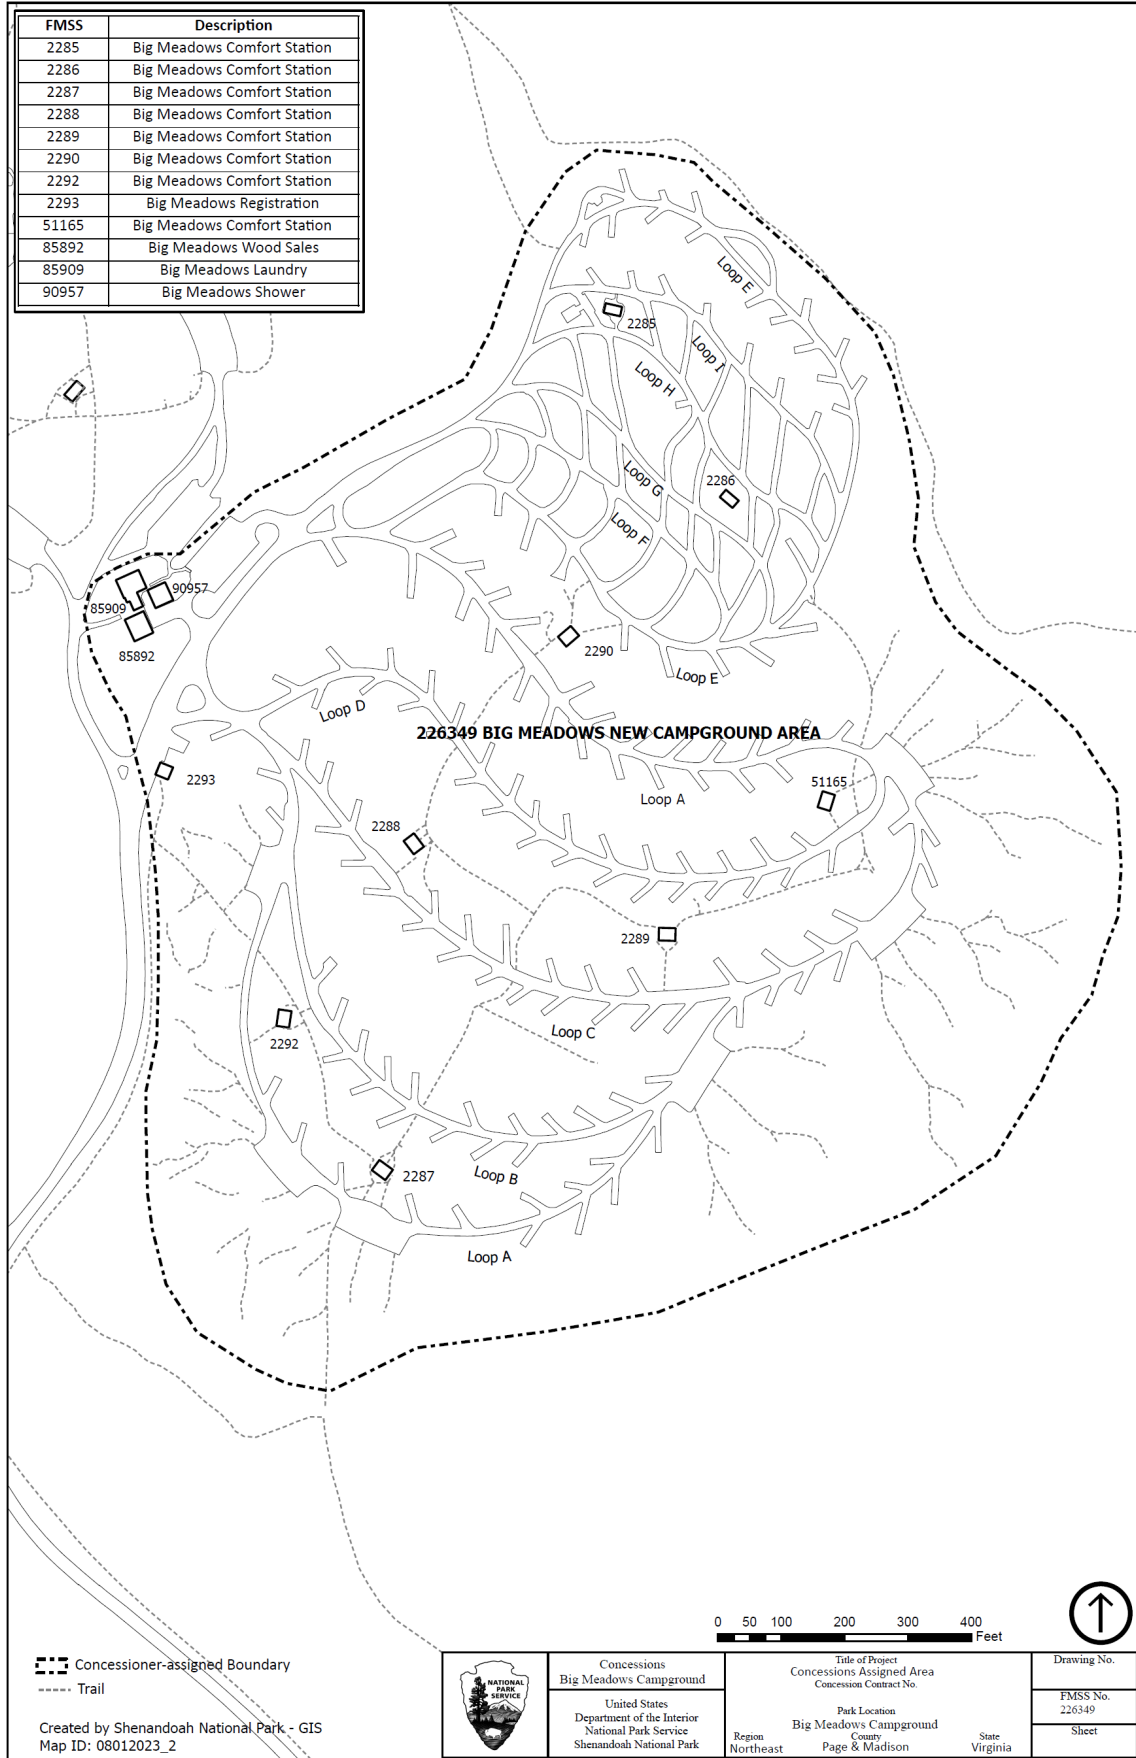 FMSS Description
2285 Big Meadows Comfort Station
2286 Big Meadows Comfort Station
2287 Big Meadows Comfort Station
2288 Big Meadows Comfort Station
2289 Big Meadows Comfort Station
2290 Big Meadows Comfort Station
2292 Big Meadows Comfort Station
2293 Big Meadows Registration
51165 Big Meadows Comfort Station
85892 Big Meadows Wood Sales
85909 Big Meadows Laundry
90957 Big Meadows Shower
Loop E
2285
Loop I
Loop H
Loop G
2286
Loop F
90957
85909
85892
2290
Loop E
Loop D
226349 BIG MEADOWS NEW CAMPGROUND AREA
2293
51165
Loop A
2288
2289
Loop C
2292
2287
Loop B
Loop A
0 50 100 200 300 400
Feet
Concessioner-assigned Boundary
Trail
Created by Shenandoah National Park - GIS
Map ID: 08012023_2
NATIONAL
PARK
SERVICE
Concessions
Big Meadows Campground
United States
Department of the Interior
National Park Service
Shenandoah National Park
Title of Project
Concessions Assigned Area
Concession Contract No.
Park Location
Big Meadows Campground
Region County State
Northeast Page & Madison Virginia
Drawing No.
FMSS No.
226349
Sheet